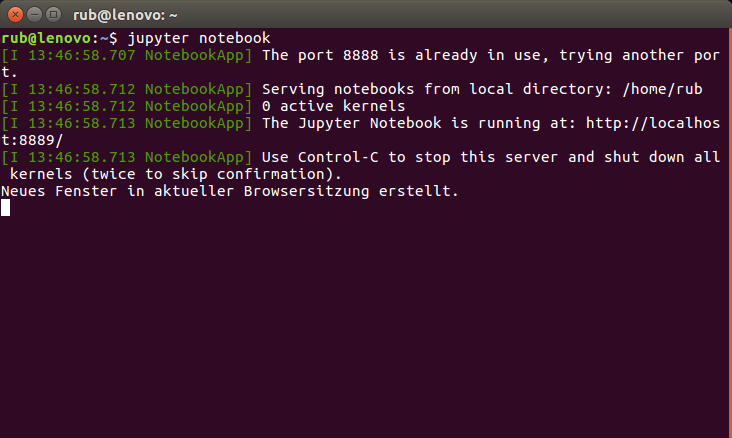 rub@lenovo: ~
rub@lenovo:~$ jupyter notebook
[I 13:46:58.707 NotebookApp] The port 8888 is already in use, trying another por
t.
[I 13:46:58.712 NotebookApp] Serving notebooks from local directory: /home/rub
[I 13:46:58.712 NotebookApp] 0 active kernels
[I 13:46:58.713 NotebookApp] The Jupyter Notebook is running at: http://localhos
t:8889/
[I 13:46:58.713 NotebookApp] Use Control-C to stop this server and shut down all
 kernels (twice to skip confirmation).
Neues Fenster in aktueller Browsersitzung erstellt.